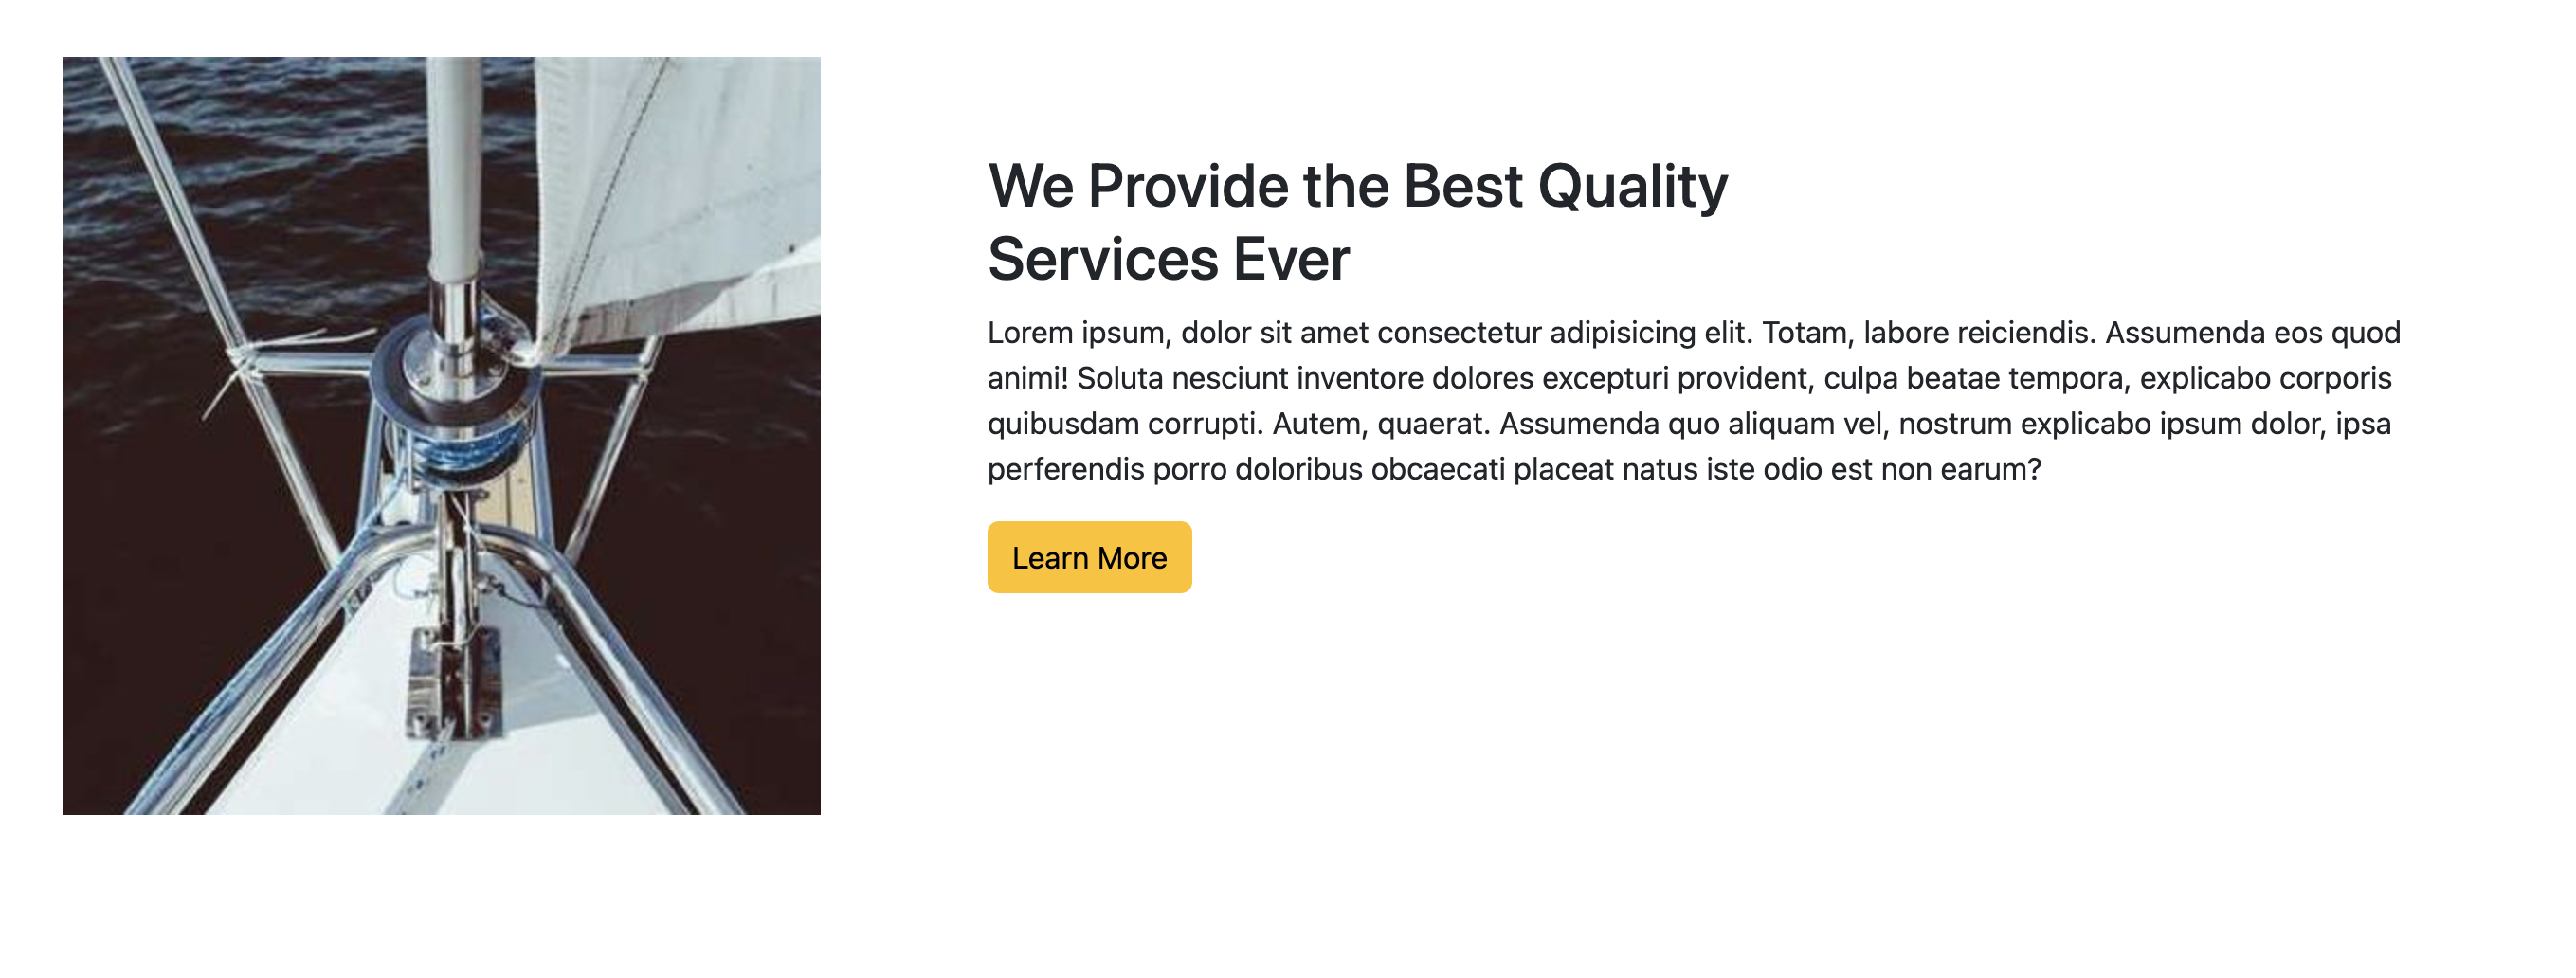 We Provide the Best Quality
Services Ever
Lorem ipsum, dolor sit amet consectetur adipisicing elit. Totam, labore reiciendis. Assumenda eos quod
animi! Soluta nesciunt inventore dolores excepturi provident, culpa beatae tempora, explicabo corporis
quibusdam corrupti. Autem, quaerat. Assumenda quo aliquam vel, nostrum explicabo ipsum dolor, ipsa
perferendis porro doloribus obcaecati placeat natus iste odio est non earum?
Learn More